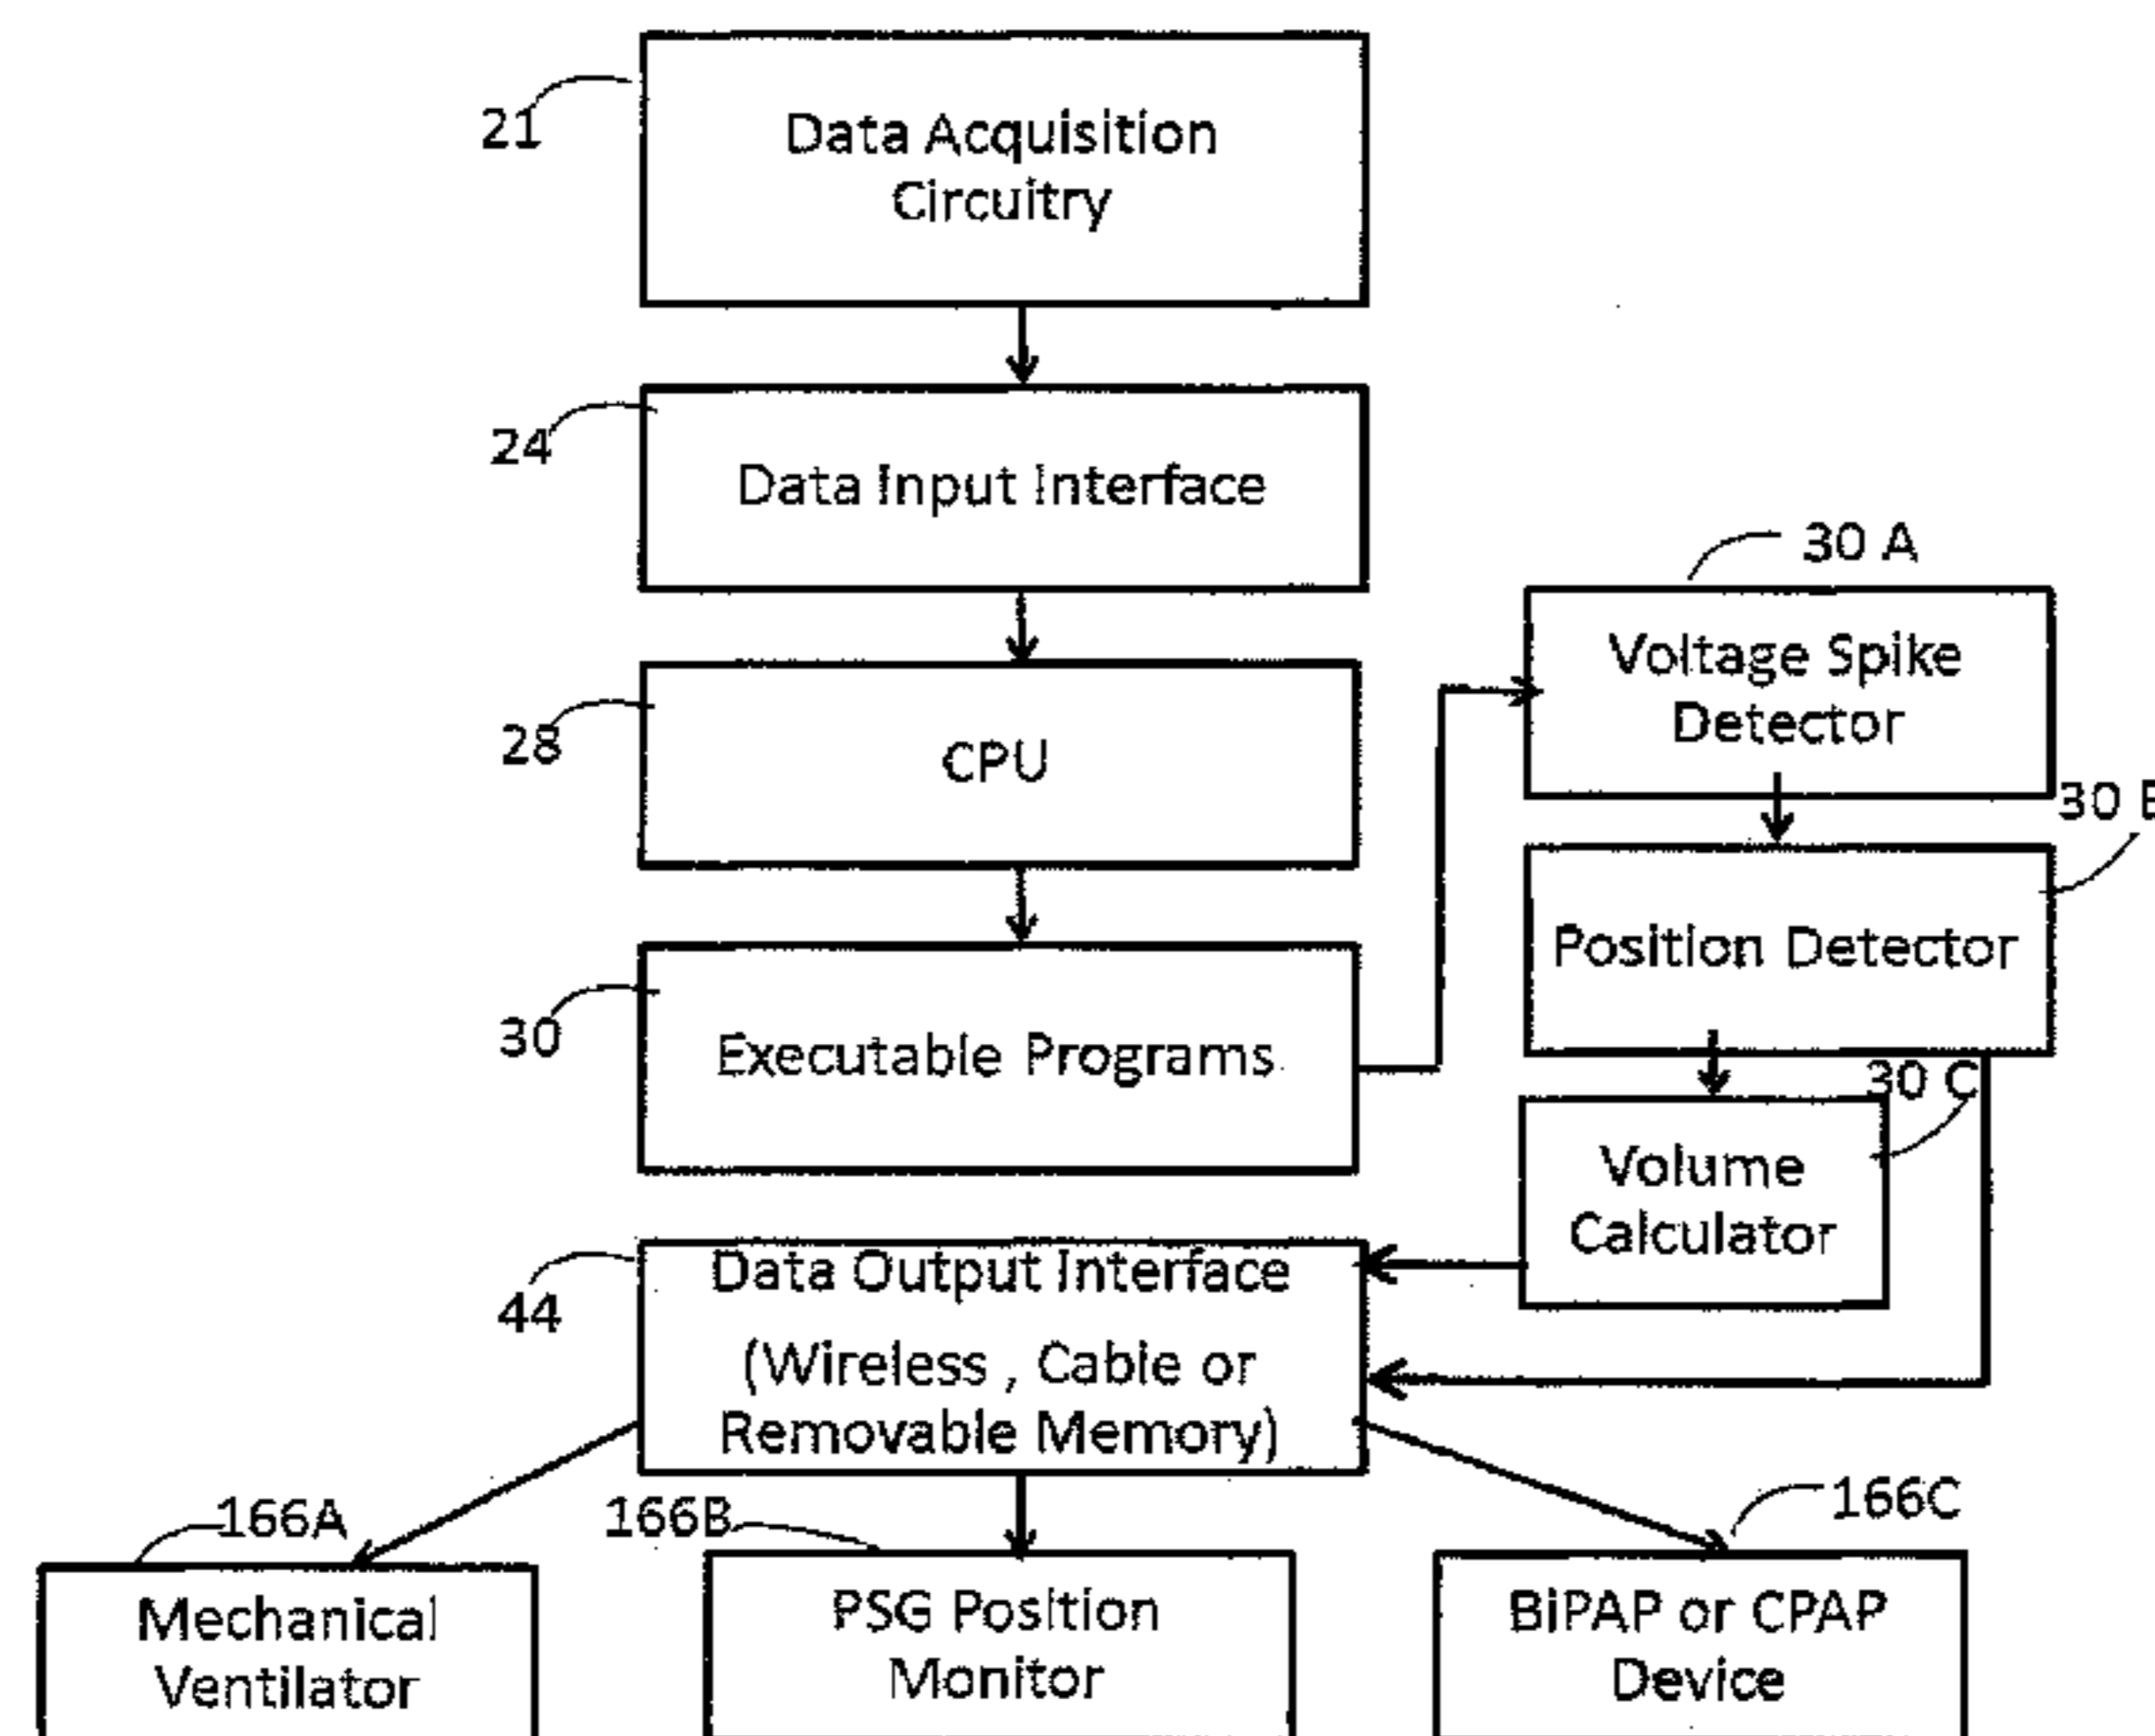 21
Data Acquisition
Circuitry
24
Data Input Interface
30 A
Voltage Spike
Detector
28
CPU
30
Position Detector
30
Executable Programs
30 C
Volume
Calculator
44
Data Output Interface
(Wireless , Cable or
Removable Memory)
166A
166B
166C
Mechanical
Ventilator
PSG Position
Monitor
BiPAP or CPAP
Device